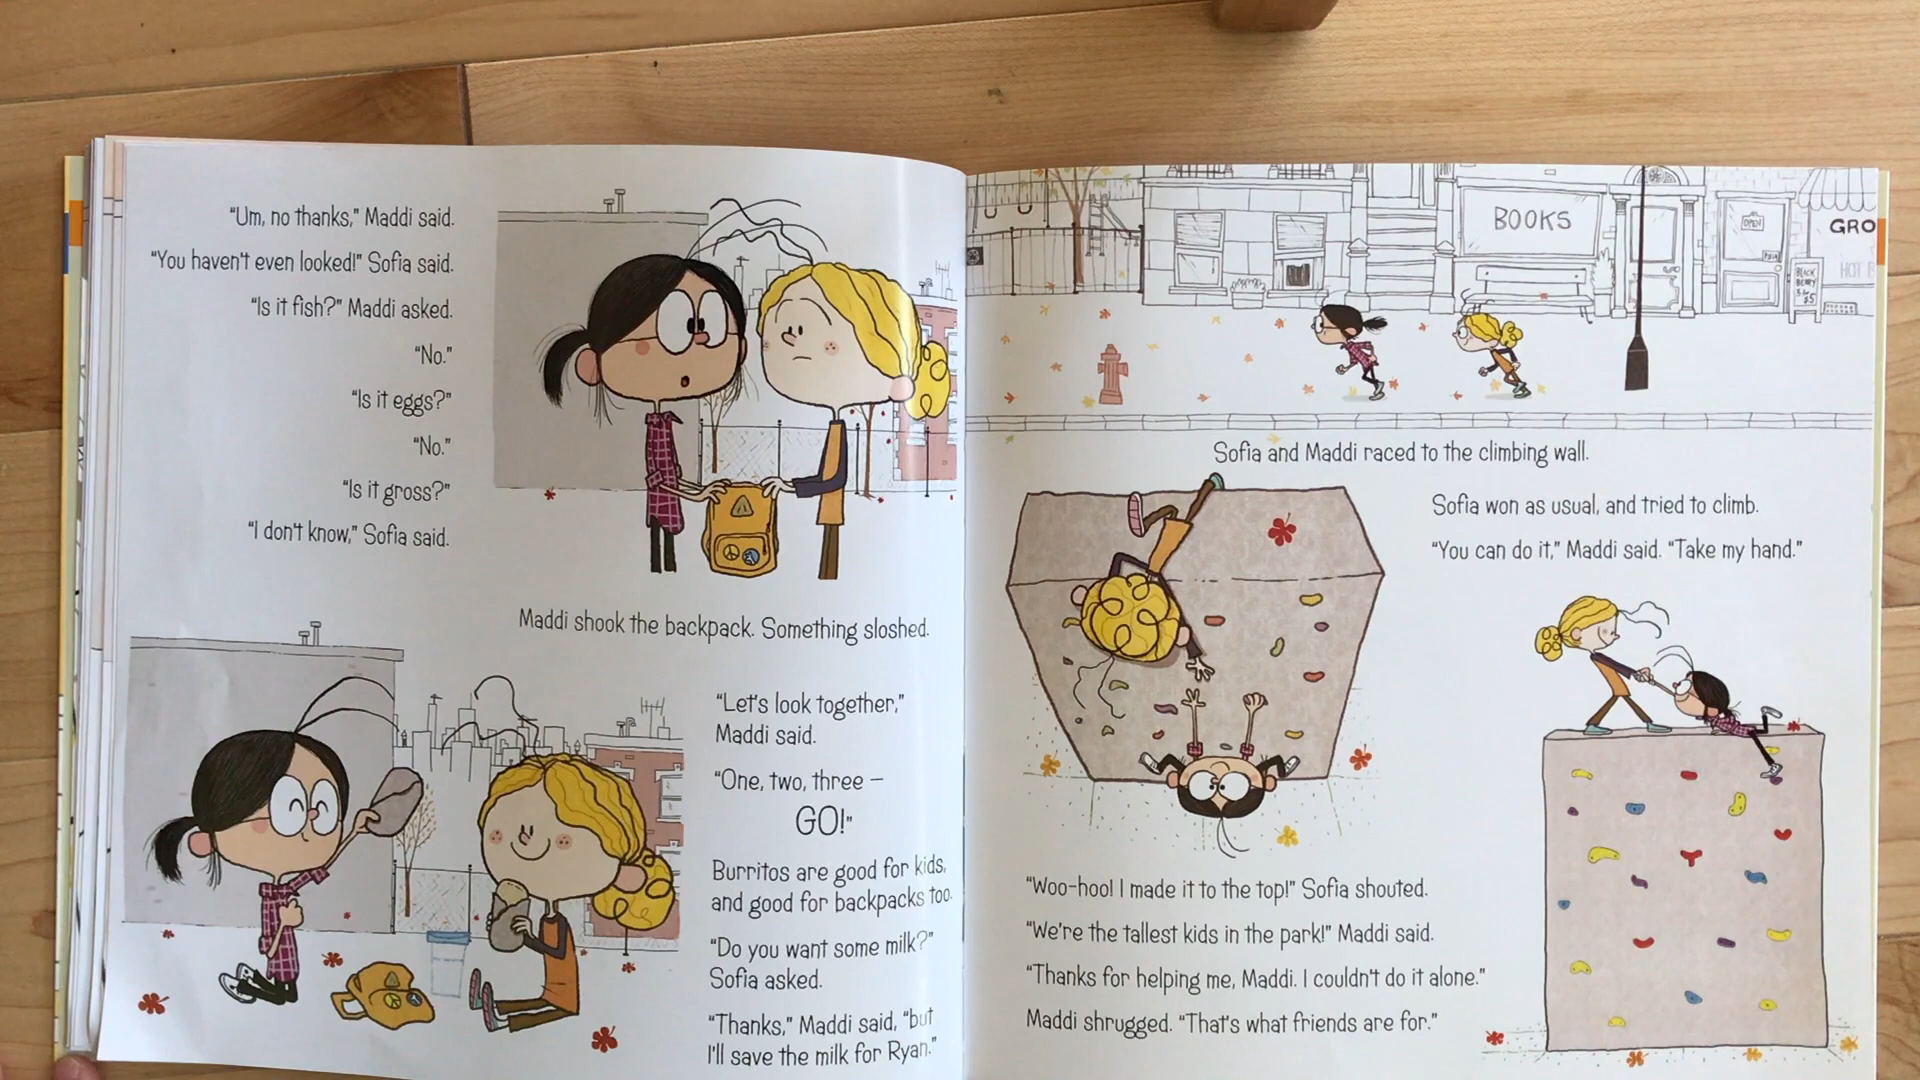 “Um, no thanks,” Maddi said.
“You haven't even looked!” Sofia said.
“Is it fish?” Maddi asked.
“No.”
“Is it eggs?”
“No.”
“Is it gross?”
“I don't know,” Sofia said.
Maddi shook the backpack. Something sloshed.
“Let's look together,”
Maddi said.
“One, two, three –
GO!”
Burritos are good for kids,
and good for backpacks too.
“Do you want some milk?”
Sofia asked.
“Thanks,” Maddi said, “but
I'll save the milk for Ryan.”
BOOKS
OPEN
GRO
BLACK
BERRY
$5
HOT
Sofia and Maddi raced to the climbing wall.
Sofia won as usual, and tried to climb.
“You can do it,” Maddi said. “Take my hand.”
“Woo-hoo! I made it to the top!” Sofia shouted.
“We're the tallest kids in the park!” Maddi said.
“Thanks for helping me, Maddi. I couldn't do it alone.”
Maddi shrugged. “That's what friends are for.”